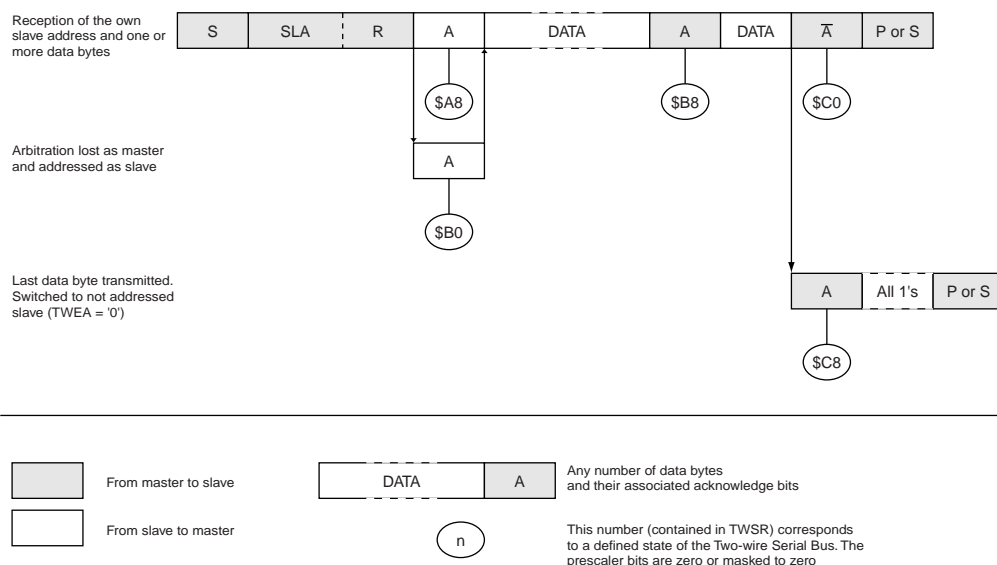 Reception of the own
slave address and one or
more data bytes
S SLA R A DATA A DATA A̅ P or S
$A8 $B8 $C0
Arbitration lost as master
and addressed as slave
A
$B0
Last data byte transmitted.
Switched to not addressed
slave (TWEA = '0')
A All 1's P or S
$C8
From master to slave
DATA A
Any number of data bytes
and their associated acknowledge bits
From slave to master
n
This number (contained in TWSR) corresponds
to a defined state of the Two-wire Serial Bus. The
prescaler bits are zero or masked to zero